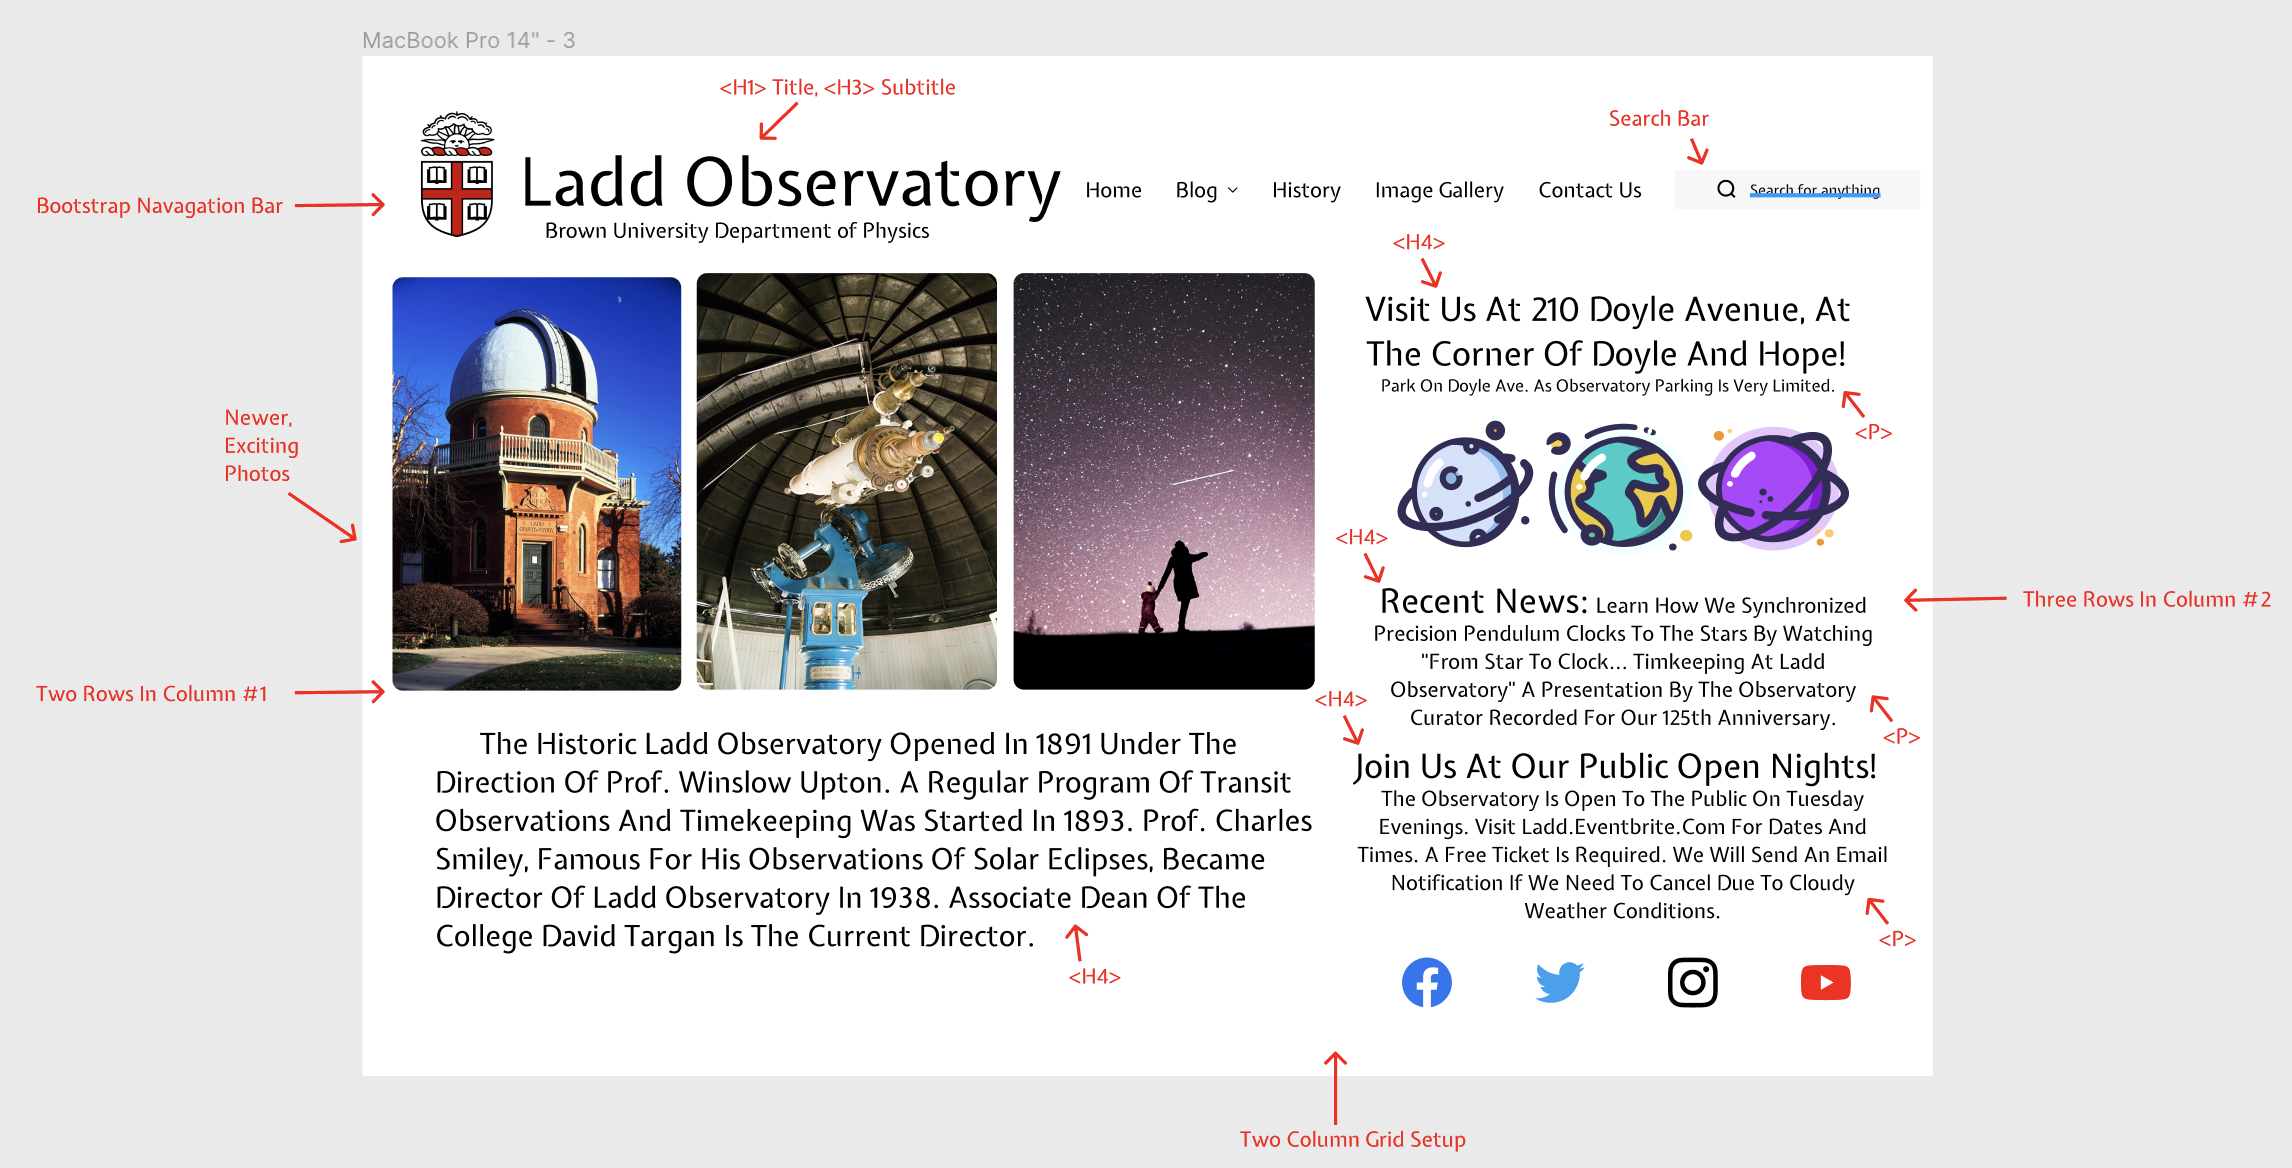 MacBook Pro 14" - 3
<H1> Title, <H3> Subtitle
Search Bar
Bootstrap Navagation Bar
Ladd Observatory
Brown University Department of Physics
Home Blog History Image Gallery Contact Us
Search for anything
<H4>
Visit Us At 210 Doyle Avenue, At
The Corner Of Doyle And Hope!
Park On Doyle Ave. As Observatory Parking Is Very Limited.
<P>
Newer,
Exciting
Photos
LADD
OBSERVATORY
<H4>
Recent News: Learn How We Synchronized
Precision Pendulum Clocks To The Stars By Watching
"From Star To Clock... Timkeeping At Ladd
Observatory" A Presentation By The Observatory
Curator Recorded For Our 125th Anniversary.
<P>
Three Rows In Column #2
Two Rows In Column #1
The Historic Ladd Observatory Opened In 1891 Under The
Direction Of Prof. Winslow Upton. A Regular Program Of Transit
Observations And Timekeeping Was Started In 1893. Prof. Charles
Smiley, Famous For His Observations Of Solar Eclipses, Became
Director Of Ladd Observatory In 1938. Associate Dean Of The
College David Targan Is The Current Director.
<H4>
<H4>
Join Us At Our Public Open Nights!
The Observatory Is Open To The Public On Tuesday
Evenings. Visit Ladd.Eventbrite.Com For Dates And
Times. A Free Ticket Is Required. We Will Send An Email
Notification If We Need To Cancel Due To Cloudy
Weather Conditions.
<P>
Two Column Grid Setup